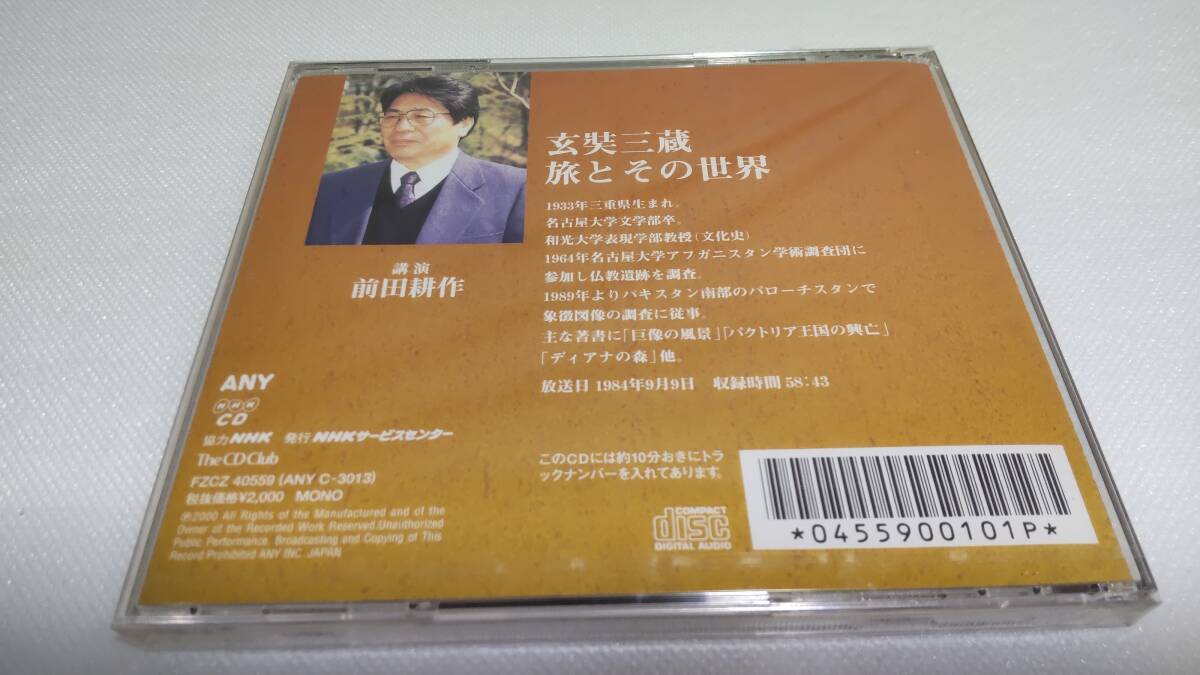 玄奘三蔵
旅とその世界
1933年三重県生まれ。
名古屋大学文学部卒。
和光大学表現学部教授(文化史)
1964年名古屋大学アフガニスタン学術調査団に
参加し仏教遺跡を調査。
1989年よりパキスタン南部のバローチスタンで
象徴図像の調査に従事。
主な著書に「巨像の風景」「バクトリア王国の興亡」
「ディアナの森」他。
放送日 1984年9月9日 収録時間 58:43
講演
前田耕作
ANY
NHK
CD
協力 NHK 発行 NHKサービスセンター
The CD Club
FZCZ 40559 (ANY C-3013)
税抜価格¥2,000 MONO
℗2000 All Rights of the Manufactured and of the
Owner of the Recorded Work Reserved.Unauthorized
Public Performance. Broadcasting and Copying of This
Record Prohibited ANY INC. JAPAN
このCDには約10分おきにトラ
ックナンバーを入れてあります。
COMPACT
disc
DIGITAL AUDIO
*0455900101P*